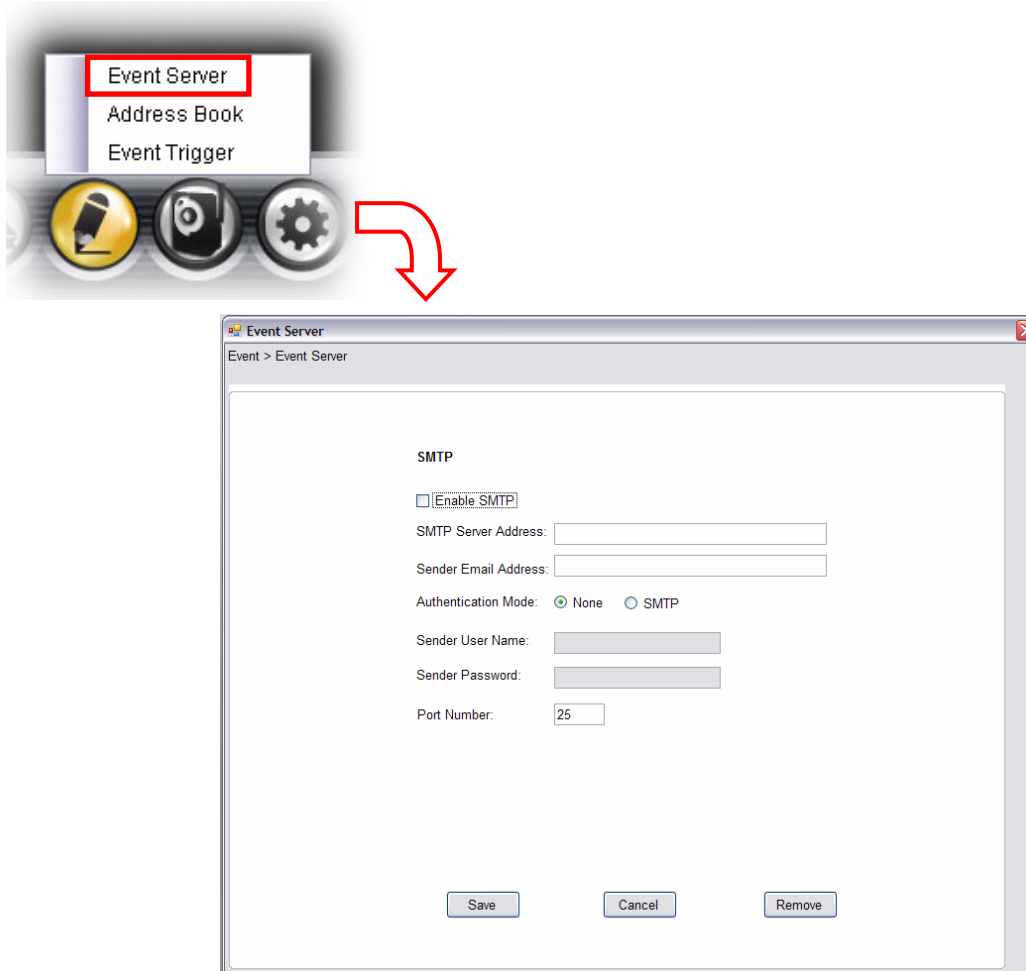 Event Server
Address Book
Event Trigger
Event Server
Event > Event Server
SMTP
Enable SMTP
SMTP Server Address:
Sender Email Address:
Authentication Mode: None SMTP
Sender User Name:
Sender Password:
Port Number: 25
Save Cancel Remove